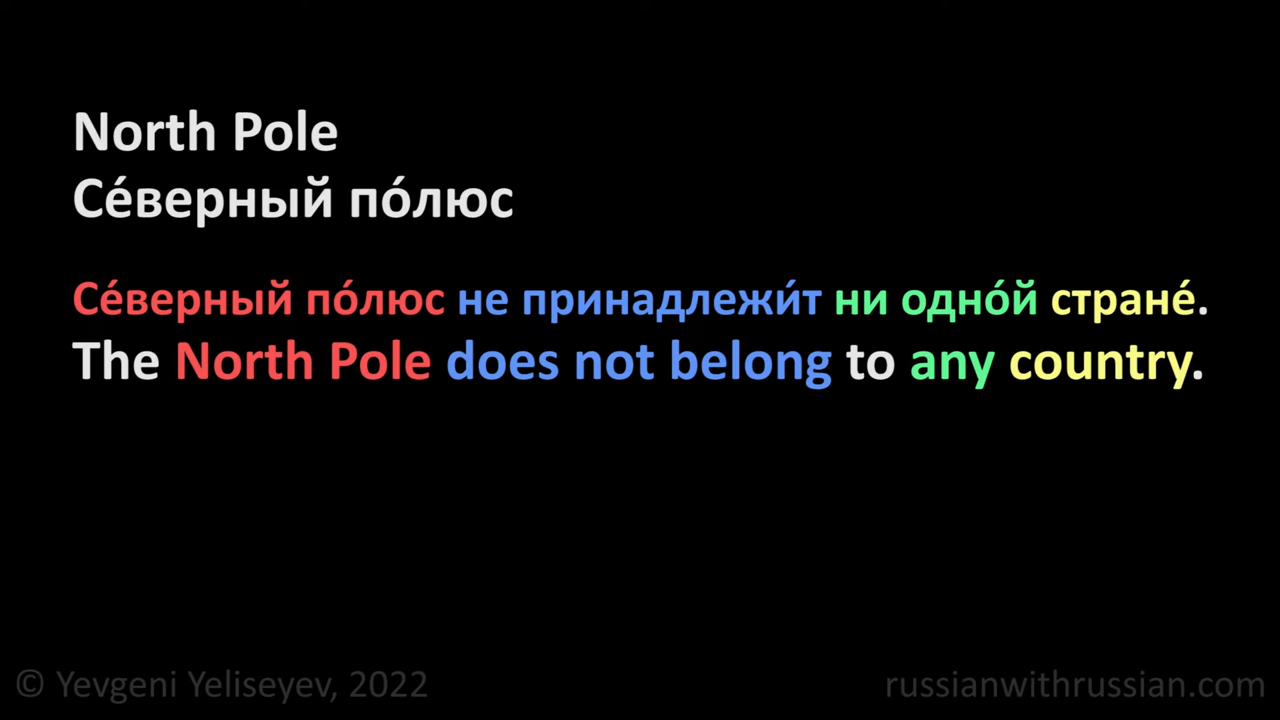 North Pole
Се́верный по́люс
Се́верный по́люс не принадлежи́т ни одно́й стране́.
The North Pole does not belong to any country.
© Yevgeni Yeliseyev, 2022
russianwithrussian.com